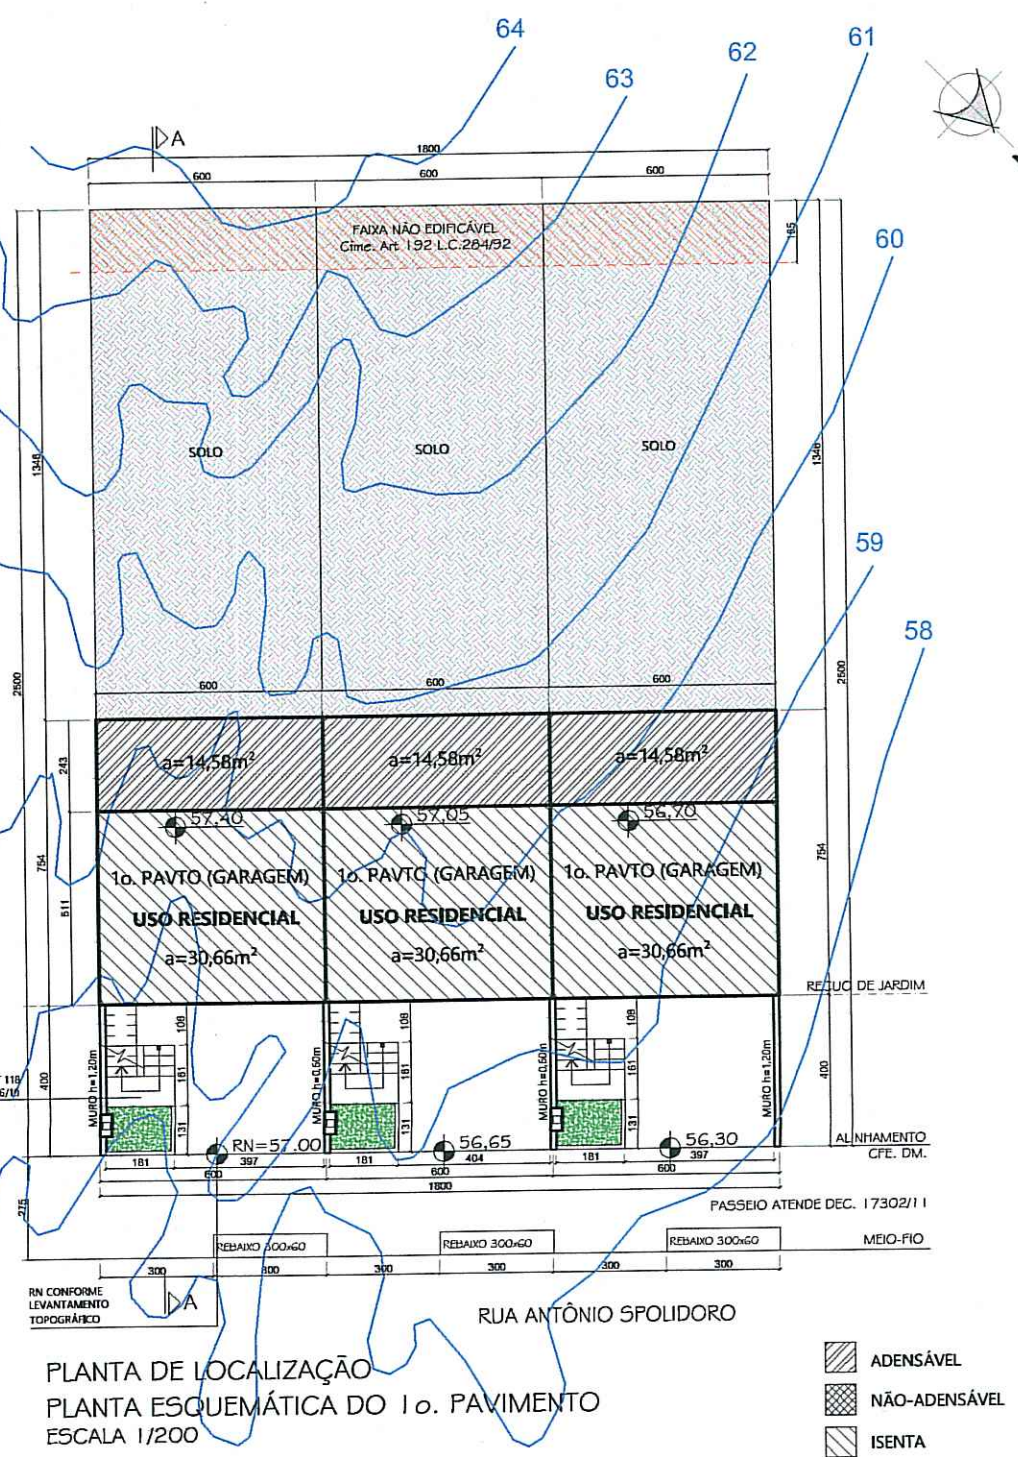 64
63
62
61
A
1800
600 600 600
FAIXA NÃO EDIFICÁVEL
Cfme. Art. 192 L.C.284/92
185
60
1346
SOLO SOLO SOLO
1346
59
58
2500
2500
600 600 600
243
a=14,58m² a=14,58m² a=14,58m²
57,40 57,05 56,70
754
754
511
1o. PAVTO (GARAGEM) 1o. PAVTO (GARAGEM) 1o. PAVTO (GARAGEM)
USO RESIDENCIAL USO RESIDENCIAL USO RESIDENCIAL
a=30,66m² a=30,66m² a=30,66m²
RECUO DE JARDIM
108 108 108
400
MURO h=1,20m
161
MURO h=0,60m
161
MURO h=0,60m
161
MURO h=1,20m
400
131 131 131
RN=57.00 56,65 56,30
ALINHAMENTO
CFE. DM.
181 397 181 404 181 397
600 600 600
1800
275
PASSEIO ATENDE DEC. 17302/11
REBAIXO 300x60 REBAIXO 300x60 REBAIXO 300x60
MEIO-FIO
300 300 300 300 300 300
RN CONFORME
LEVANTAMENTO
TOPOGRÁFICO
A
RUA ANTÔNIO SPOLIDORO
PLANTA DE LOCALIZAÇÃO
PLANTA ESQUEMÁTICA DO 1o. PAVIMENTO
ESCALA 1/200
ADENSÁVEL
NÃO-ADENSÁVEL
ISENTA